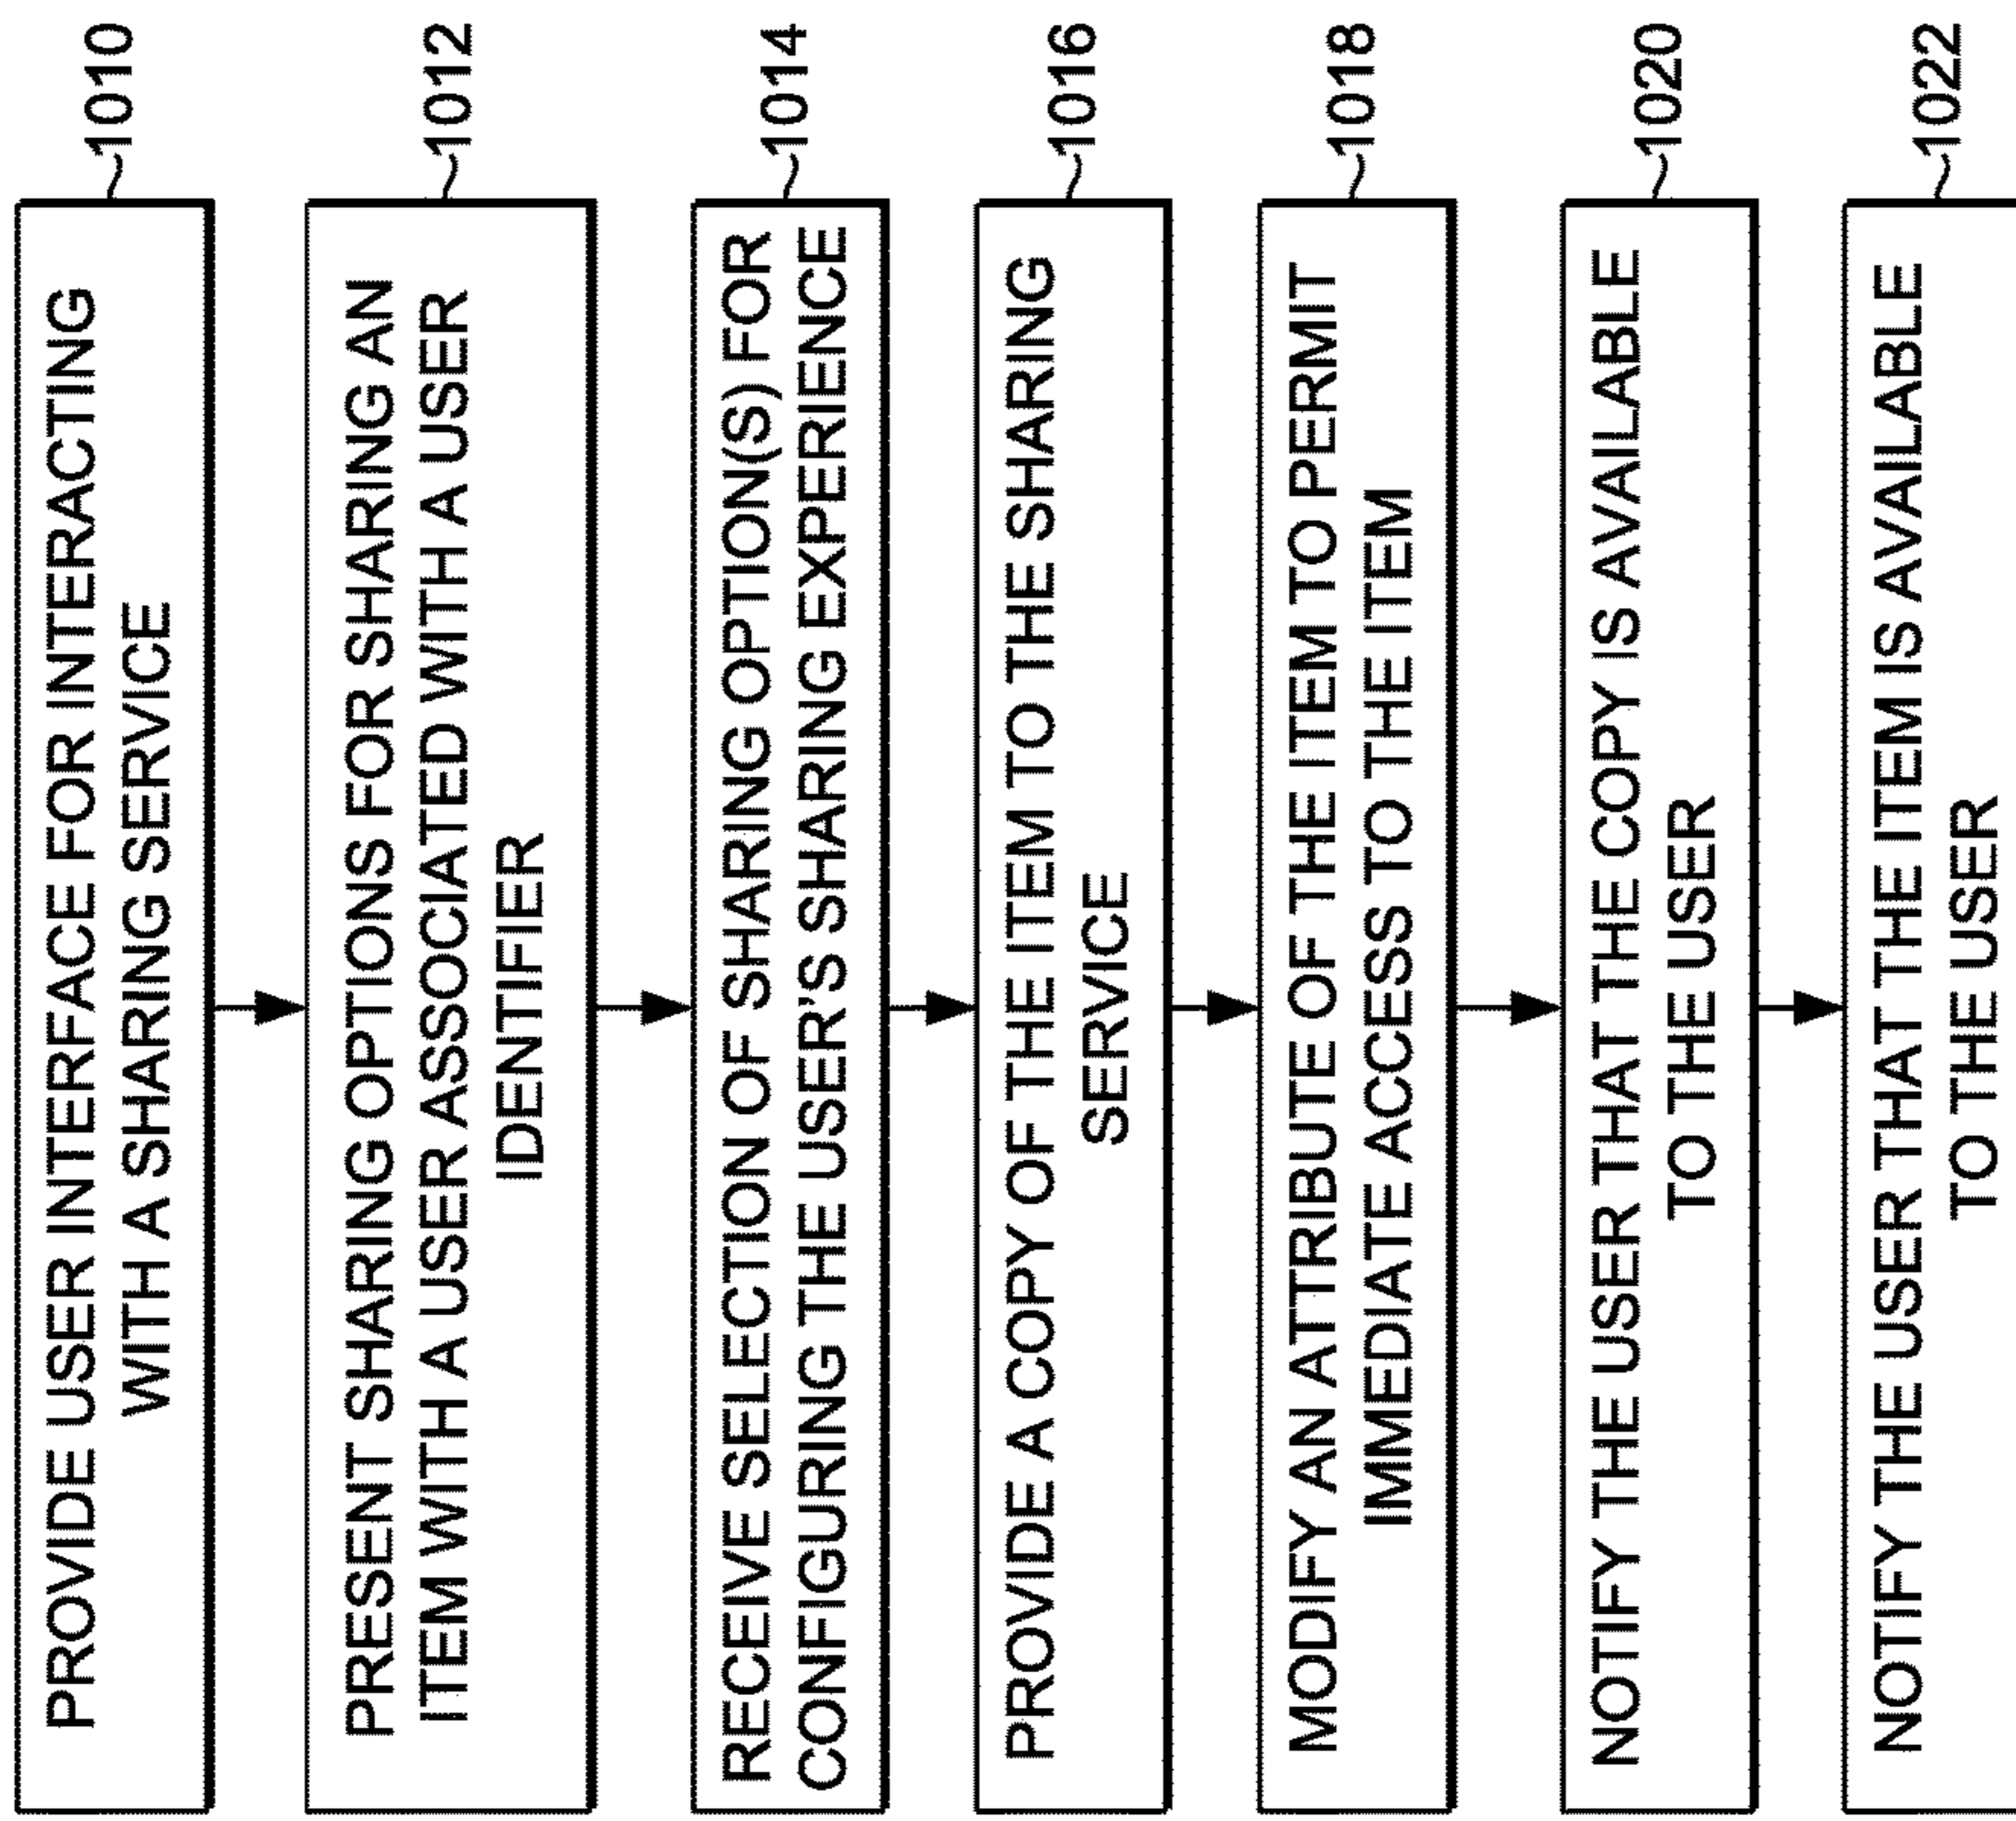 PROVIDE USER INTERFACE FOR INTERACTING
WITH A SHARING SERVICE
1010
PRESENT SHARING OPTIONS FOR SHARING AN
ITEM WITH A USER ASSOCIATED WITH A USER
IDENTIFIER
1012
RECEIVE SELECTION OF SHARING OPTION(S) FOR
CONFIGURING THE USER'S SHARING EXPERIENCE
1014
PROVIDE A COPY OF THE ITEM TO THE SHARING
SERVICE
1016
MODIFY AN ATTRIBUTE OF THE ITEM TO PERMIT
IMMEDIATE ACCESS TO THE ITEM
1018
NOTIFY THE USER THAT THE COPY IS AVAILABLE
TO THE USER
1020
NOTIFY THE USER THAT THE ITEM IS AVAILABLE
TO THE USER
1022